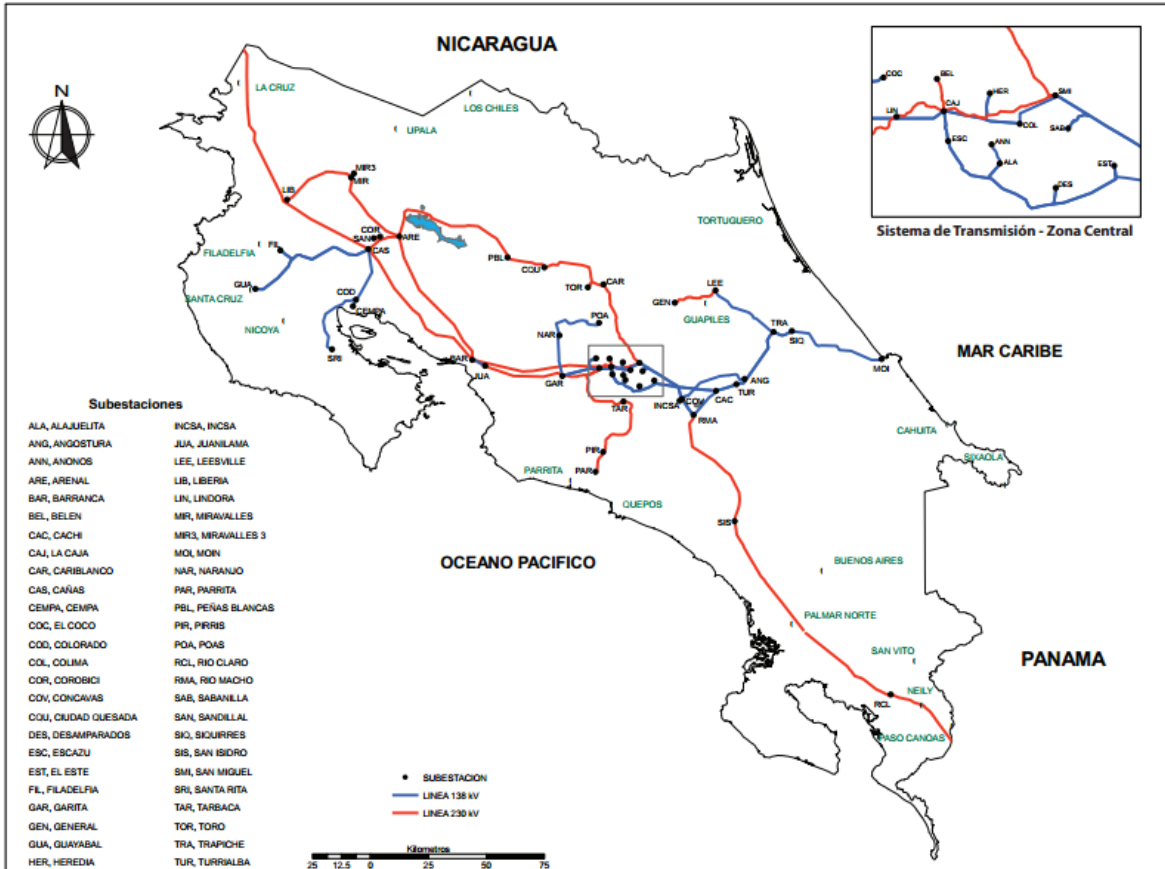 NICARAGUA
N
LA CRUZ
LOS CHILES
UPALA
MIR3
MIR
LIB
COR
SAN
ARE
CAS
FILADELFIA
FIL
GUA
SANTA CRUZ
NICOYA
COD
CEMPA
SRI
PBL
CQU
TOR
CAR
TORTUGUERO
GEN
LEE
GUAPILES
POA
NAR
TRA
SIQ
MOI
BAR
JUA
GAR
ANG
TUR
CAC
INCSA
COV
RMA
TAR
PIR
PAR
PARRITA
QUEPOS
MAR CARIBE
CAHUITA
SIXAOLA
SIS
OCEANO PACIFICO
BUENOS AIRES
PALMAR NORTE
SAN VITO
PANAMA
NEILY
RCL
PASO CANOAS
COC
BEL
HER
SMI
LIN
CAJ
COL
SAB
ESC
ANN
ALA
EST
DES
Sistema de Transmisión - Zona Central
Subestaciones
ALA, ALAJUELITA
ANG, ANGOSTURA
ANN, ANONOS
ARE, ARENAL
BAR, BARRANCA
BEL, BELEN
CAC, CACHI
CAJ, LA CAJA
CAR, CARIBLANCO
CAS, CAÑAS
CEMPA, CEMPA
COC, EL COCO
COD, COLORADO
COL, COLIMA
COR, COROBICI
COV, CONCAVAS
CQU, CIUDAD QUESADA
DES, DESAMPARADOS
ESC, ESCAZU
EST, EL ESTE
FIL, FILADELFIA
GAR, GARITA
GEN, GENERAL
GUA, GUAYABAL
HER, HEREDIA
INCSA, INCSA
JUA, JUANILAMA
LEE, LEESVILLE
LIB, LIBERIA
LIN, LINDORA
MIR, MIRAVALLES
MIR3, MIRAVALLES 3
MOI, MOIN
NAR, NARANJO
PAR, PARRITA
PBL, PEÑAS BLANCAS
PIR, PIRRIS
POA, POAS
RCL, RIO CLARO
RMA, RIO MACHO
SAB, SABANILLA
SAN, SANDILLAL
SIQ, SIQUIRRES
SIS, SAN ISIDRO
SMI, SAN MIGUEL
SRI, SANTA RITA
TAR, TARBACA
TOR, TORO
TRA, TRAPICHE
TUR, TURRIALBA
SUBESTACION
LINEA 138 kV
LINEA 230 kV
Kilometros
25 12.5 0 25 50 75